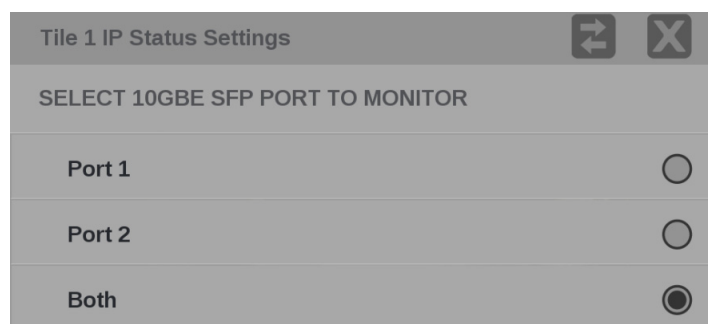 Tile 1 IP Status Settings
SELECT 10GBE SFP PORT TO MONITOR
Port 1
Port 2
Both